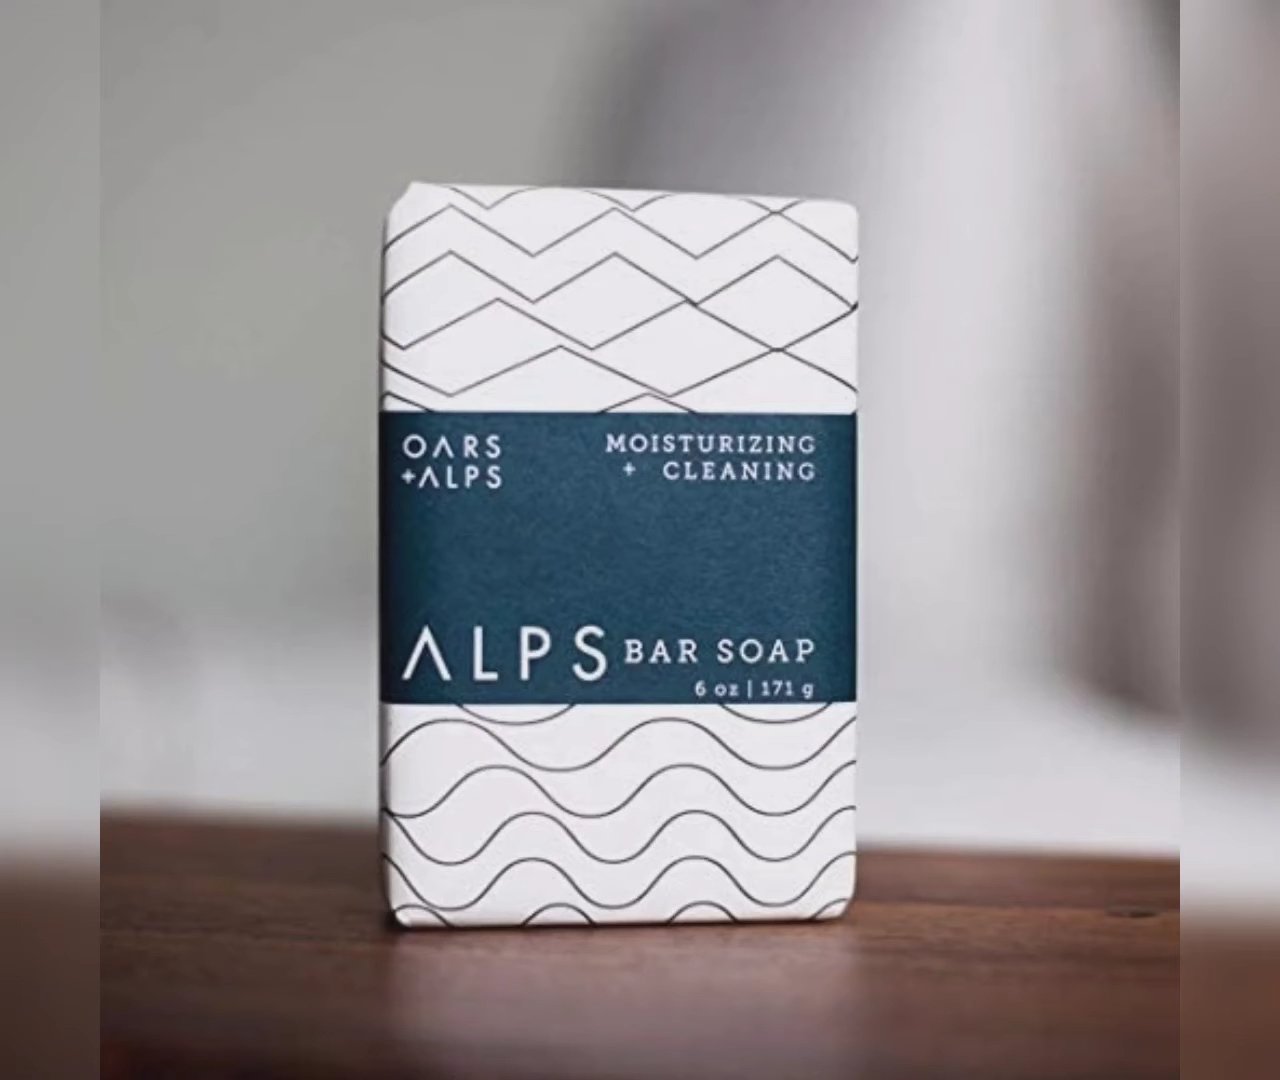 OARS
+ALPS
MOISTURIZING
+ CLEANING
ALPS BAR SOAP
6 oz | 171 g